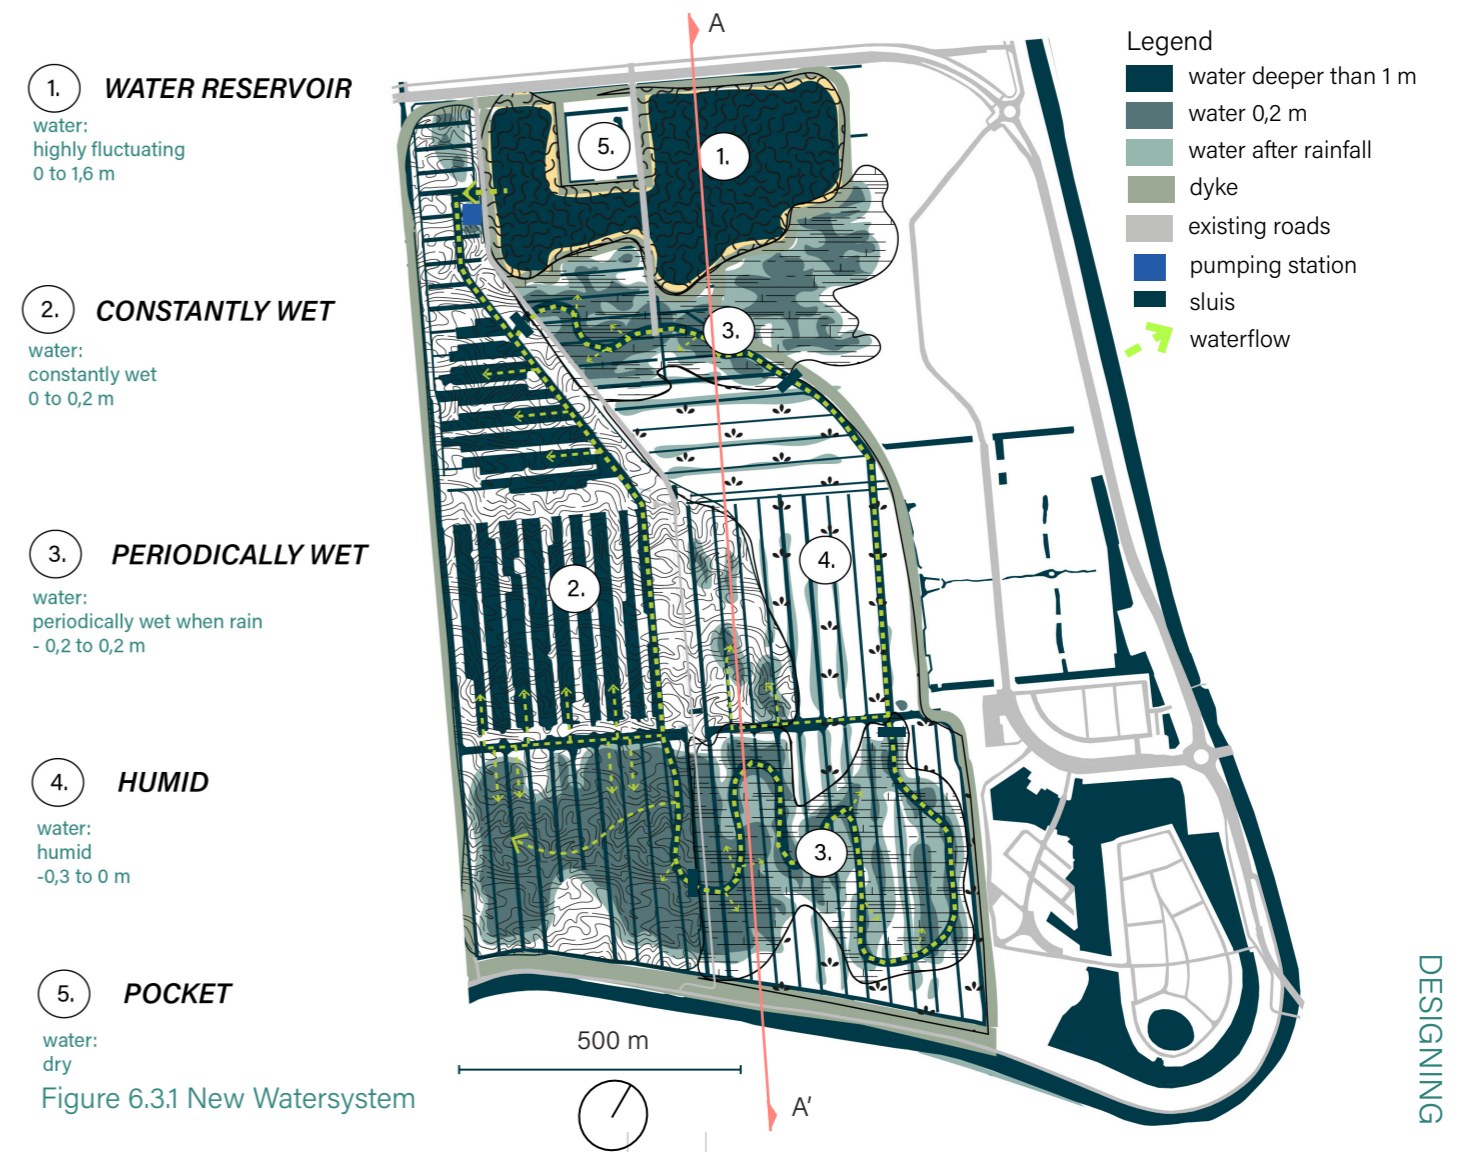 A
Legend
water deeper than 1 m
water 0,2 m
water after rainfall
dyke
existing roads
pumping station
sluis
waterflow
1. WATER RESERVOIR
water:
highly fluctuating
0 to 1,6 m
2. CONSTANTLY WET
water:
constantly wet
0 to 0,2 m
3. PERIODICALLY WET
water:
periodically wet when rain
- 0,2 to 0,2 m
4. HUMID
water:
humid
-0,3 to 0 m
5. POCKET
water:
dry
5.
1.
3.
4.
2.
3.
500 m
A'
Figure 6.3.1 New Watersystem
DESIGNING